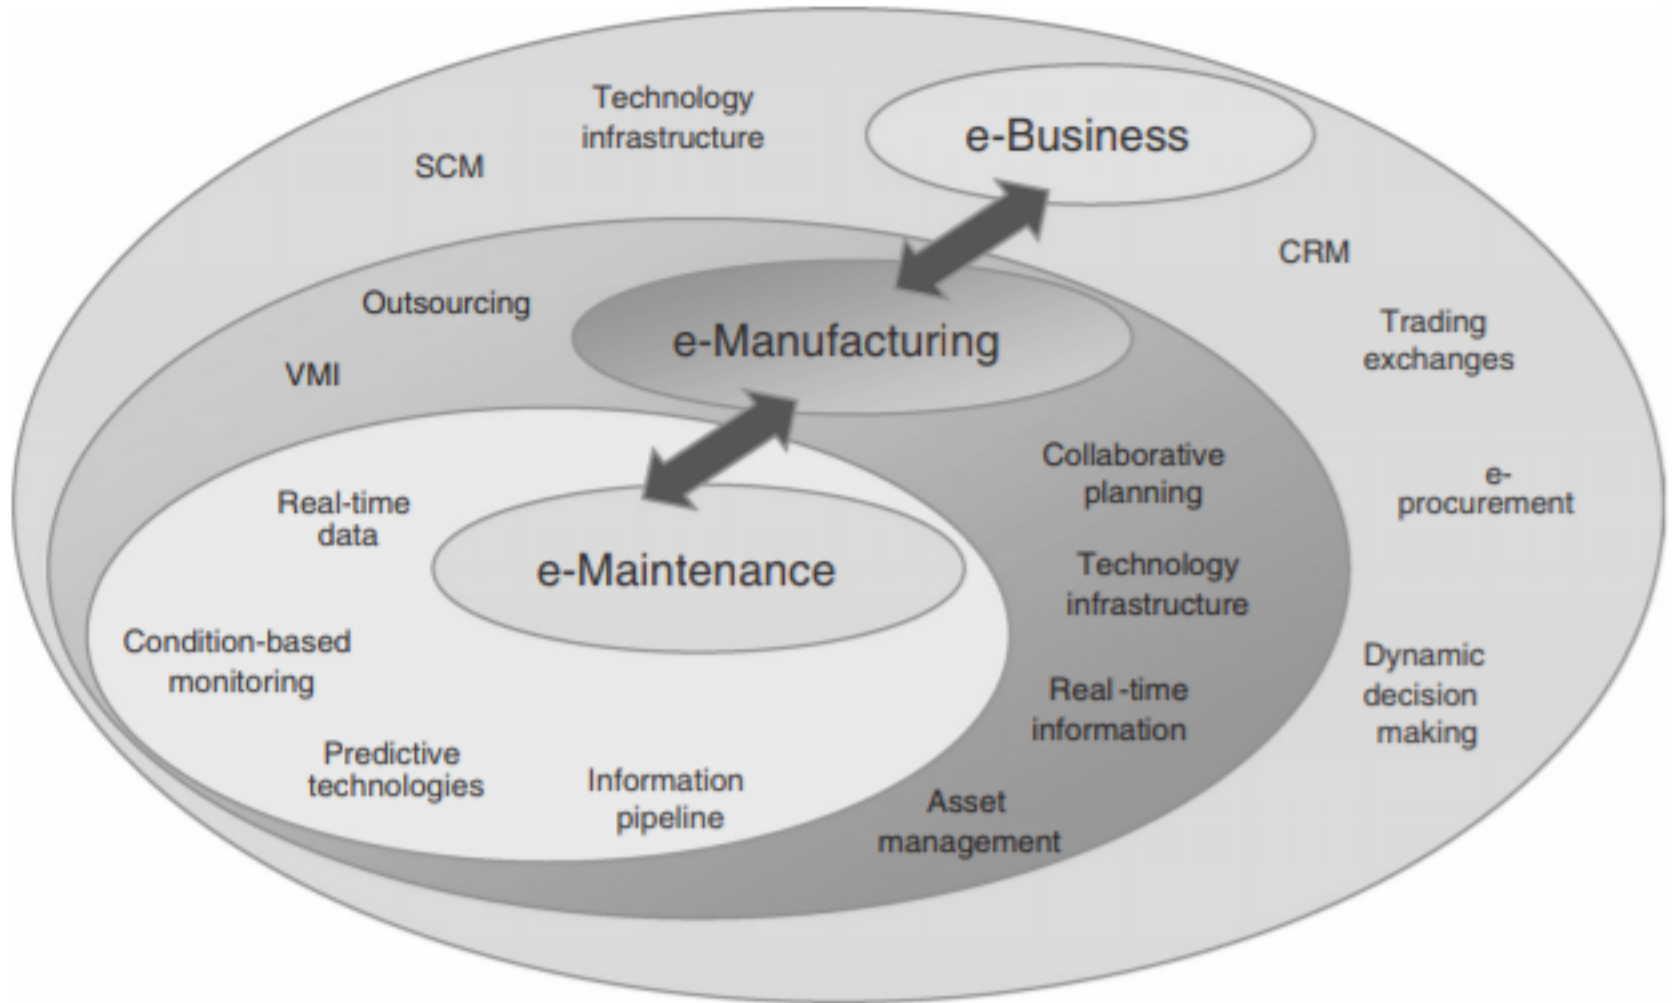 Technology
infrastructure
e-Business
SCM
CRM
Outsourcing
e-Manufacturing
Trading
exchanges
VMI
Collaborative
planning
e-
procurement
Real-time
data
e-Maintenance
Technology
infrastructure
Condition-based
monitoring
Real-time
information
Dynamic
decision
making
Predictive
technologies
Information
pipeline
Asset
management